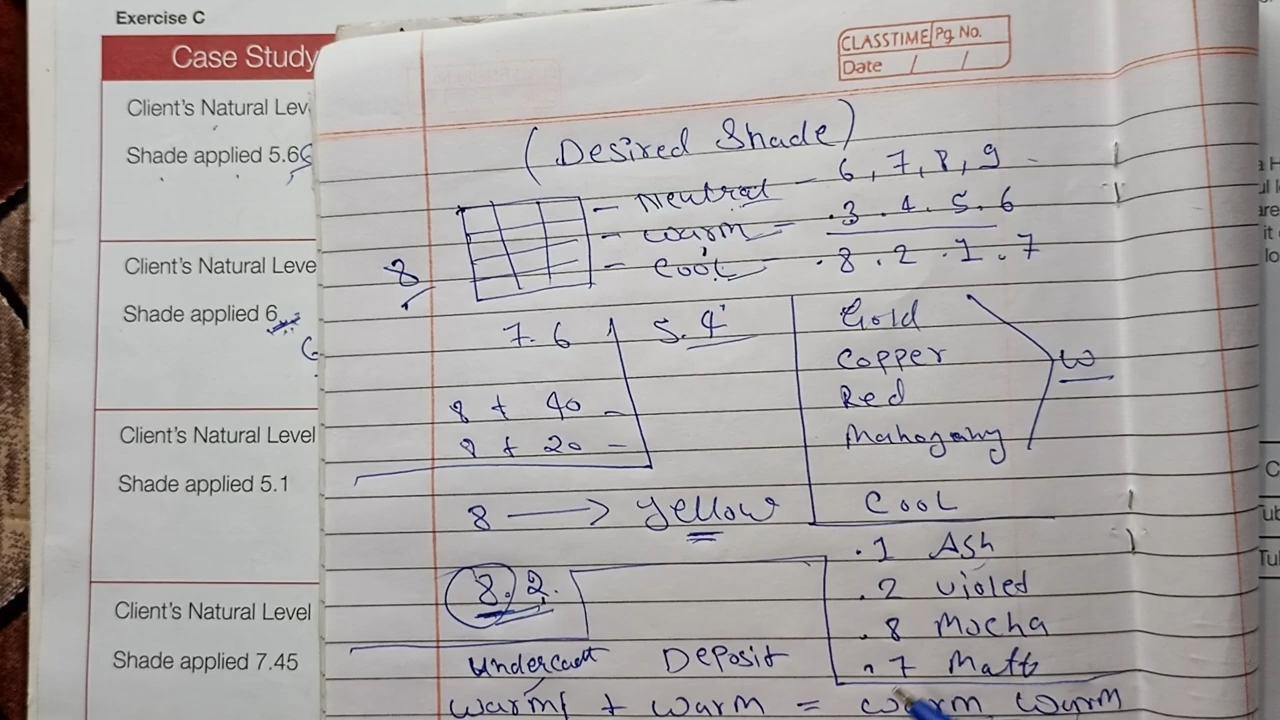 Exercise C
Case Study
Client's Natural Lev
Shade applied 5.6
Client's Natural Leve
Shade applied 6
Client's Natural Level
Shade applied 5.1
Client's Natural Level
Shade applied 7.45
CLASSTIME Pg. No.
Date / /
(Desired Shade)
- Neutral - 6, 7, 8, 9 -
- warm - .3 .4 .5 .6
8 - cool - .8 .2 .1 .7
7.6 5.4
8 + 40 -
8 + 20 -
8 → yellow
8.2.
Gold
Copper
Red
Mahogany
W
Cool
.1 Ash
.2 violed
.8 Mocha
.7 Matt
Undercaut Deposit
warm + warm = warm warm